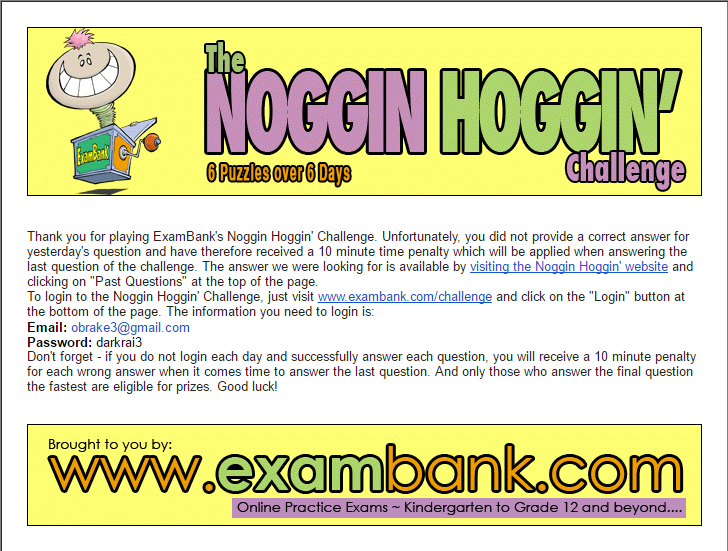 The
NOGGIN HOGGIN'
Challenge
6 Puzzles over 6 Days
ExamBank
Thank you for playing ExamBank's Noggin Hoggin' Challenge. Unfortunately, you did not provide a correct answer for
yesterday's question and have therefore received a 10 minute time penalty which will be applied when answering the
last question of the challenge. The answer we were looking for is available by visiting the Noggin Hoggin' website and
clicking on "Past Questions" at the top of the page.
To login to the Noggin Hoggin' Challenge, just visit www.exambank.com/challenge and click on the "Login" button at
the bottom of the page. The information you need to login is:
Email: obrake3@gmail.com
Password: darkrai3
Don't forget - if you do not login each day and successfully answer each question, you will receive a 10 minute penalty
for each wrong answer when it comes time to answer the last question. And only those who answer the final question
the fastest are eligible for prizes. Good luck!
Brought to you by:
www.exambank.com
Online Practice Exams ~ Kindergarten to Grade 12 and beyond....